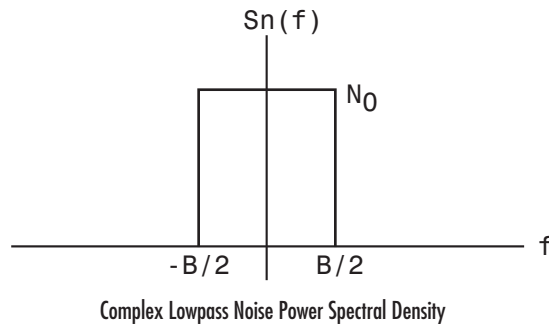 Sn(f)
N0
f
-B/2
B/2
Complex Lowpass Noise Power Spectral Density